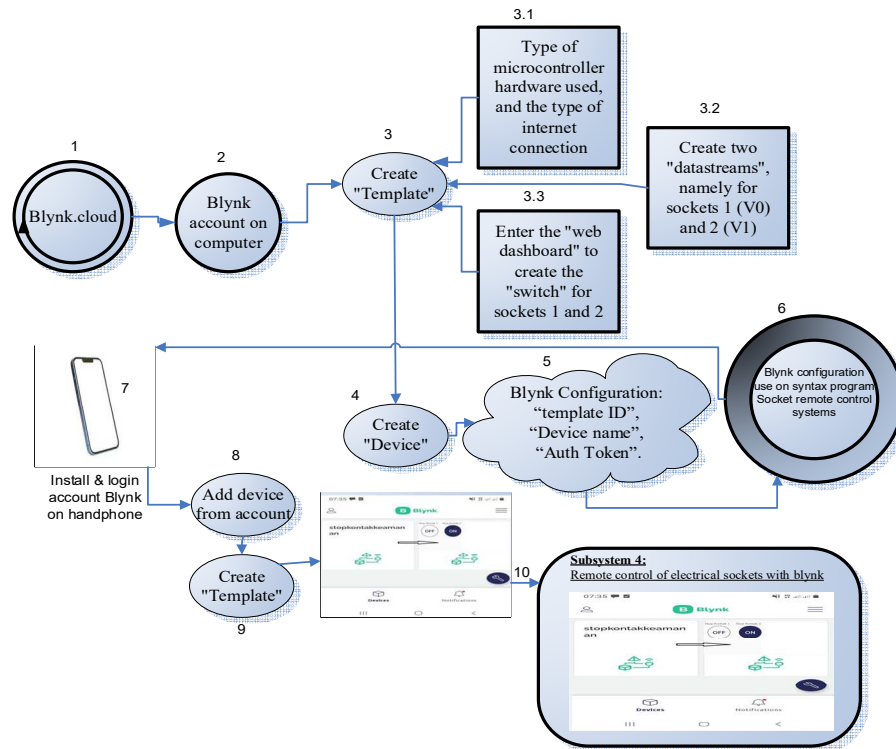 1
Blynk.cloud
2
Blynk
account on
computer
3
Create
"Template"
3.1
Type of
microcontroller
hardware used,
and the type of
internet
connection
3.2
Create two
"datastreams",
namely for
sockets 1 (V0)
and 2 (V1)
3.3
Enter the "web
dashboard" to
create the
"switch" for
sockets 1 and 2
4
Create
"Device"
5
Blynk Configuration:
“template ID”,
“Device name”,
“Auth Token”.
6
Blynk configuration
use on syntax program
Socket remote control
systems
7
Install & login
account Blynk
on handphone
8
Add device
from account
Create
"Template"
9
07:35
Blynk
stopkontakkeaman
an
OFF
ON
Devices
Notifications
10
Subsystem 4:
Remote control of electrical sockets with blynk
07:35
B Blynk
stopkontakkeaman
an
OFF
ON
Devices
Notifications